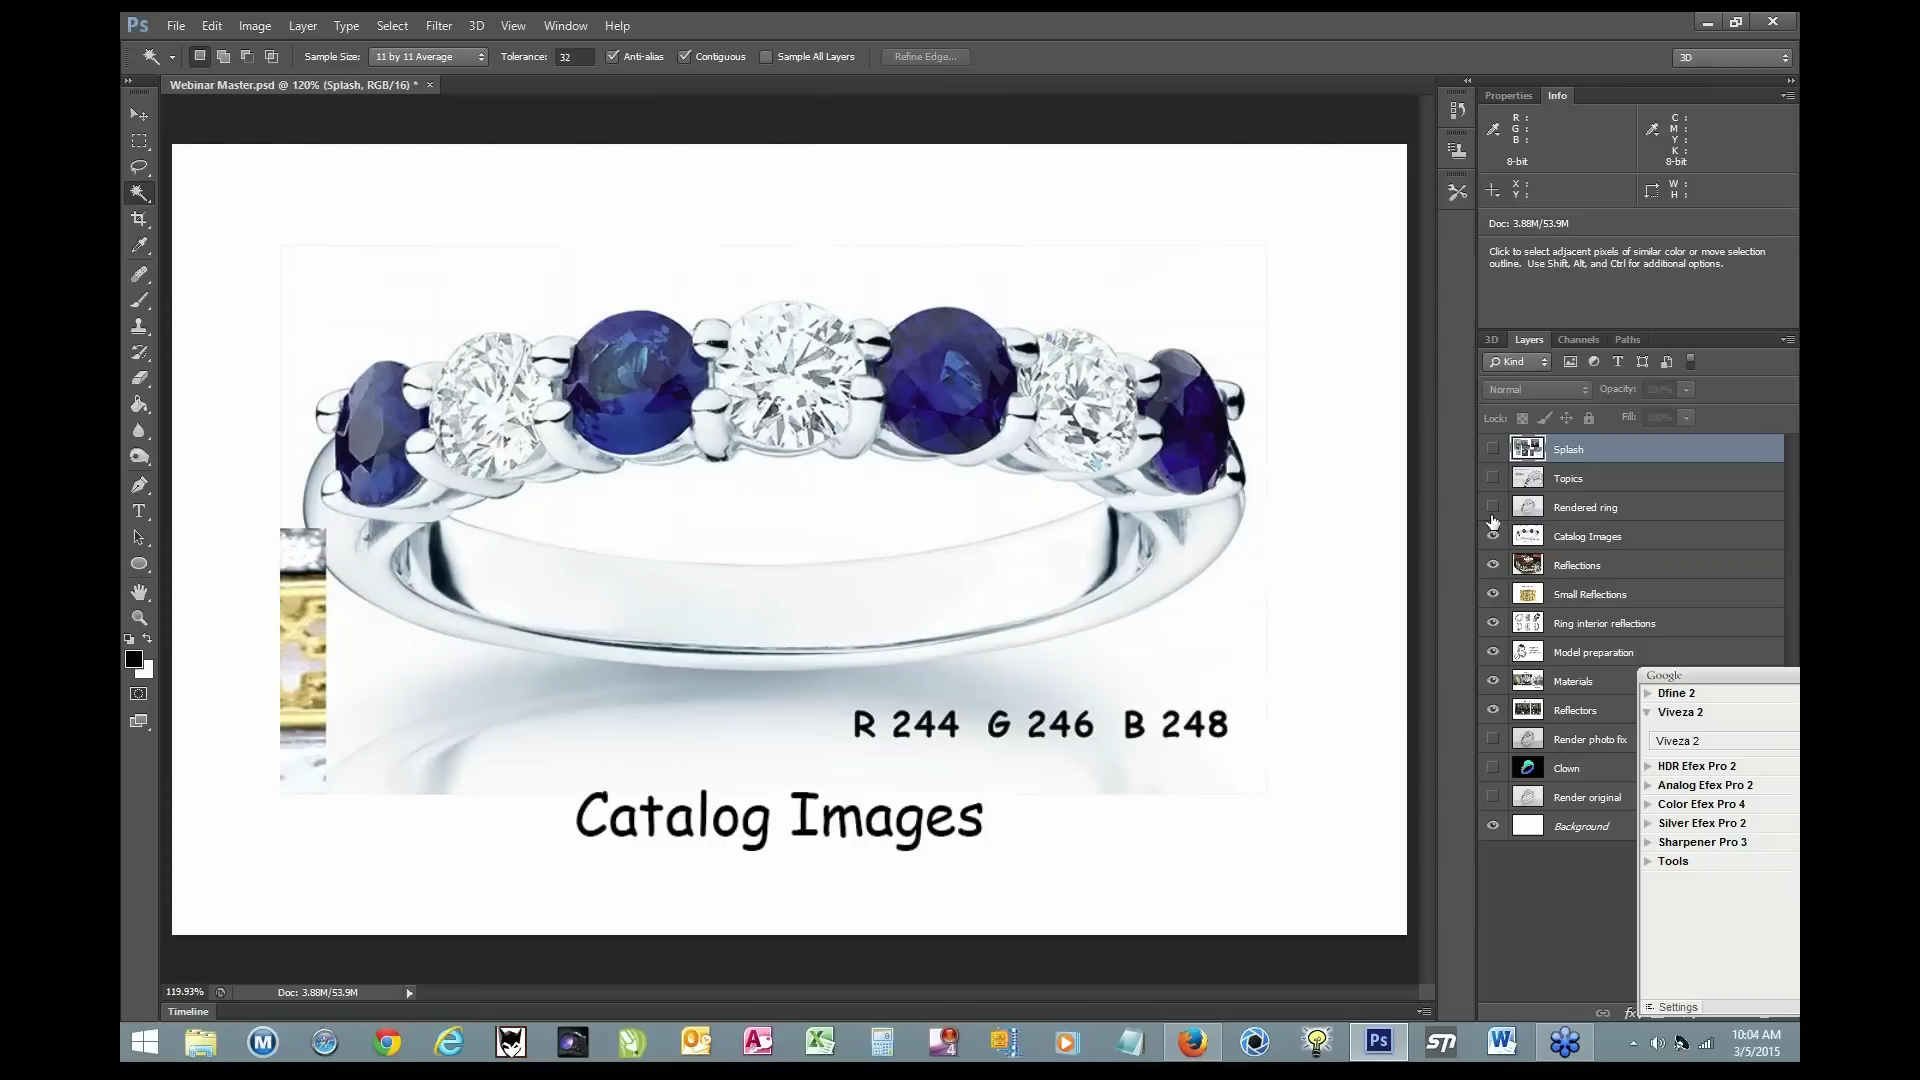 Ps File Edit Image Layer Type Select Filter 3D View Window Help
Sample Size: 11 by 11 Average Tolerance: 32 Anti-alias Contiguous Sample All Layers Refine Edge... 3D
Webinar Master.psd @ 120% (Splash, RGB/16) * ×
Properties Info
R : C :
G : M :
B : Y :
K :
8-bit 8-bit
X : W :
Y : H :
Doc: 3.88M/53.9M
Click to select adjacent pixels of similar color or move selection
outline. Use Shift, Alt, and Ctrl for additional options.
3D Layers Channels Paths
Kind
Normal Opacity: 100%
Lock: Fill: 100%
Splash
Topics
Rendered ring
Catalog Images
Reflections
Small Reflections
Ring interior reflections
Model preparation
Materials
Reflectors
Render photo fix
Clown
Render original
Background
Google
Dfine 2
Viveza 2
Viveza 2
HDR Efex Pro 2
Analog Efex Pro 2
Color Efex Pro 4
Silver Efex Pro 2
Sharpener Pro 3
Tools
Settings
fx
R 244 G 246 B 248
Catalog Images
119.93% Doc: 3.88M/53.9M
Timeline
10:04 AM
3/5/2015